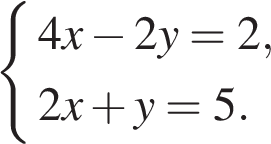 4x − 2y = 2,
2x + y = 5.